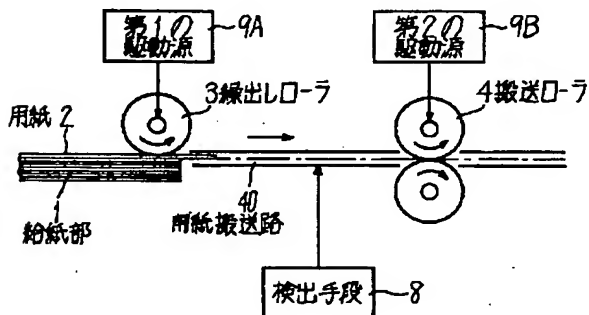 第1の
駆動源
9A
第2の
駆動源
9B
3繰出しローラ
4搬送ローラ
用紙2
1
給紙部
40
用紙搬送路
検出手段
8